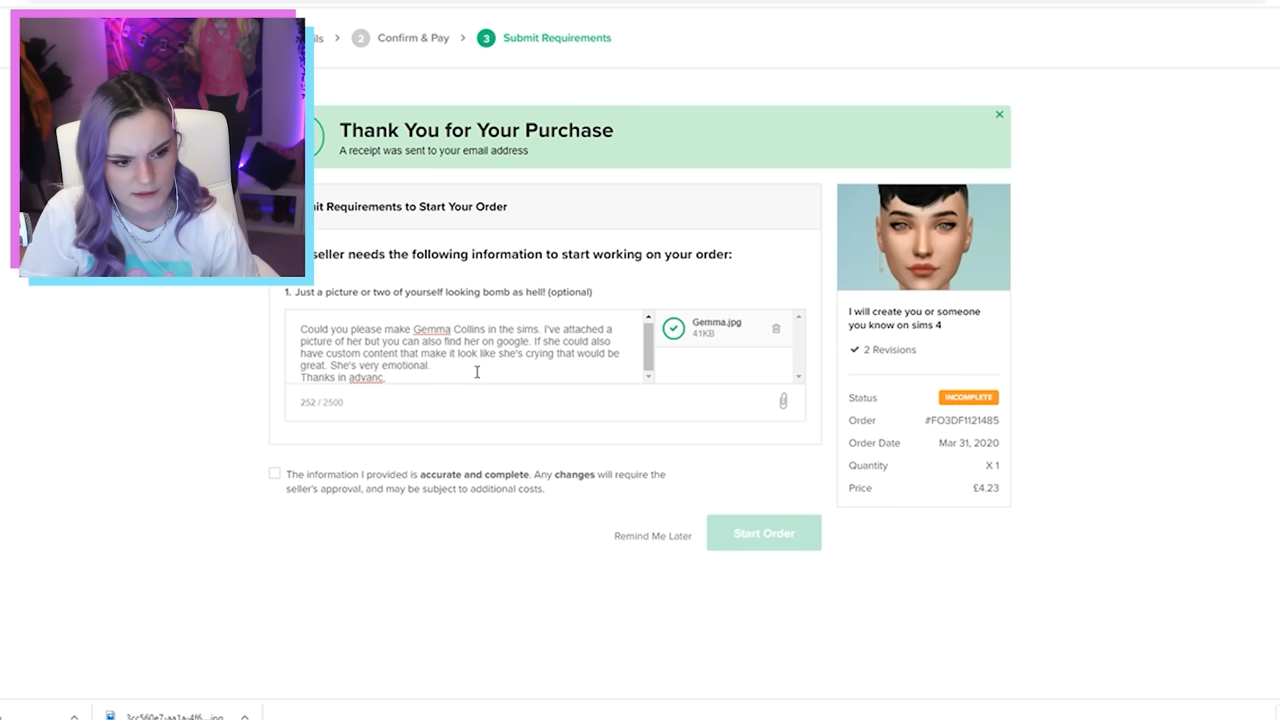 2 Confirm & Pay
3 Submit Requirements
Thank You for Your Purchase
A receipt was sent to your email address
Requirements to Start Your Order
seller needs the following information to start working on your order:
1. Just a picture or two of yourself looking bomb as hell! (optional)
Could you please make Gemma Collins in the sims. I've attached a
picture of her but you can also find her on google. If she could also
have custom content that make it look like she's crying that would be
great. She's very emotional.
Thanks in advanc.
252 / 2500
Gemma.jpg
41KB
The information I provided is accurate and complete. Any changes will require the
seller's approval, and may be subject to additional costs.
Remind Me Later
Start Order
I will create you or someone
you know on sims 4
2 Revisions
Status INCOMPLETE
Order #FO3DF1121485
Order Date Mar 31, 2020
Quantity X 1
Price £4.23